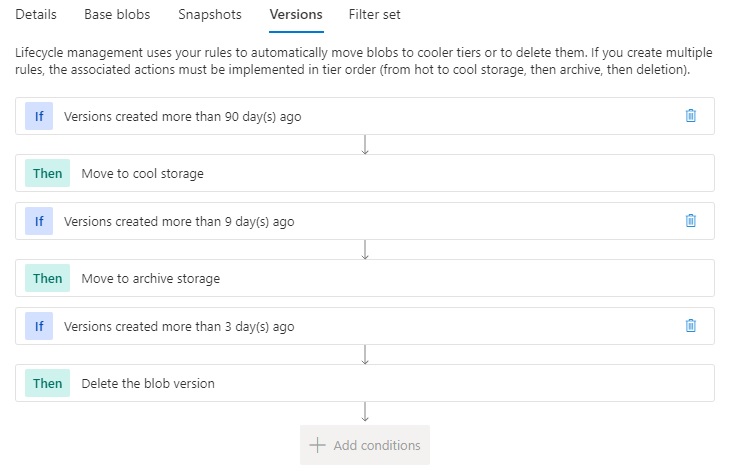 Details Base blobs Snapshots Versions Filter set
Lifecycle management uses your rules to automatically move blobs to cooler tiers or to delete them. If you create multiple
rules, the associated actions must be implemented in tier order (from hot to cool storage, then archive, then deletion).
If Versions created more than 90 day(s) ago
Then Move to cool storage
If Versions created more than 9 day(s) ago
Then Move to archive storage
If Versions created more than 3 day(s) ago
Then Delete the blob version
Add conditions